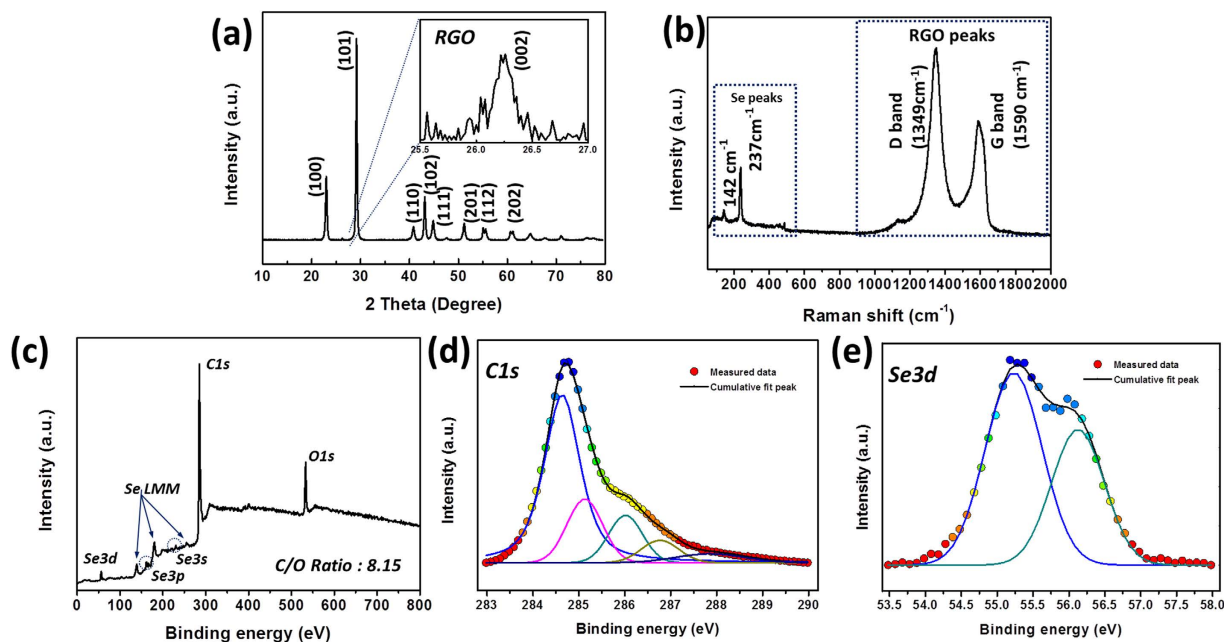 (a)
RGO
(002)
25.5 26.0 26.5 27.0
(100)
(101)
(110)
(102)
(111)
(201)
(112)
(202)
Intensity (a.u.)
10 20 30 40 50 60 70 80
2 Theta (Degree)
(b)
RGO peaks
Se peaks
142 cm-1
237cm-1
D band
(1349cm-1)
G band
(1590 cm-1)
Intensity (a.u.)
200 400 600 800 1000 1200 1400 1600 1800 2000
Raman shift (cm-1)
(c)
C1s
O1s
Se LMM
Se3d
Se3s
Se3p
C/O Ratio : 8.15
Intensity (a.u.)
0 100 200 300 400 500 600 700 800
Binding energy (eV)
(d)
C1s
Measured data
Cumulative fit peak
Intensity (a.u.)
283 284 285 286 287 288 289 290
Binding energy (eV)
(e)
Se3d
Measured data
Cumulative fit peak
Intensity (a.u.)
53.5 54.0 54.5 55.0 55.5 56.0 56.5 57.0 57.5 58.0
Binding energy (eV)